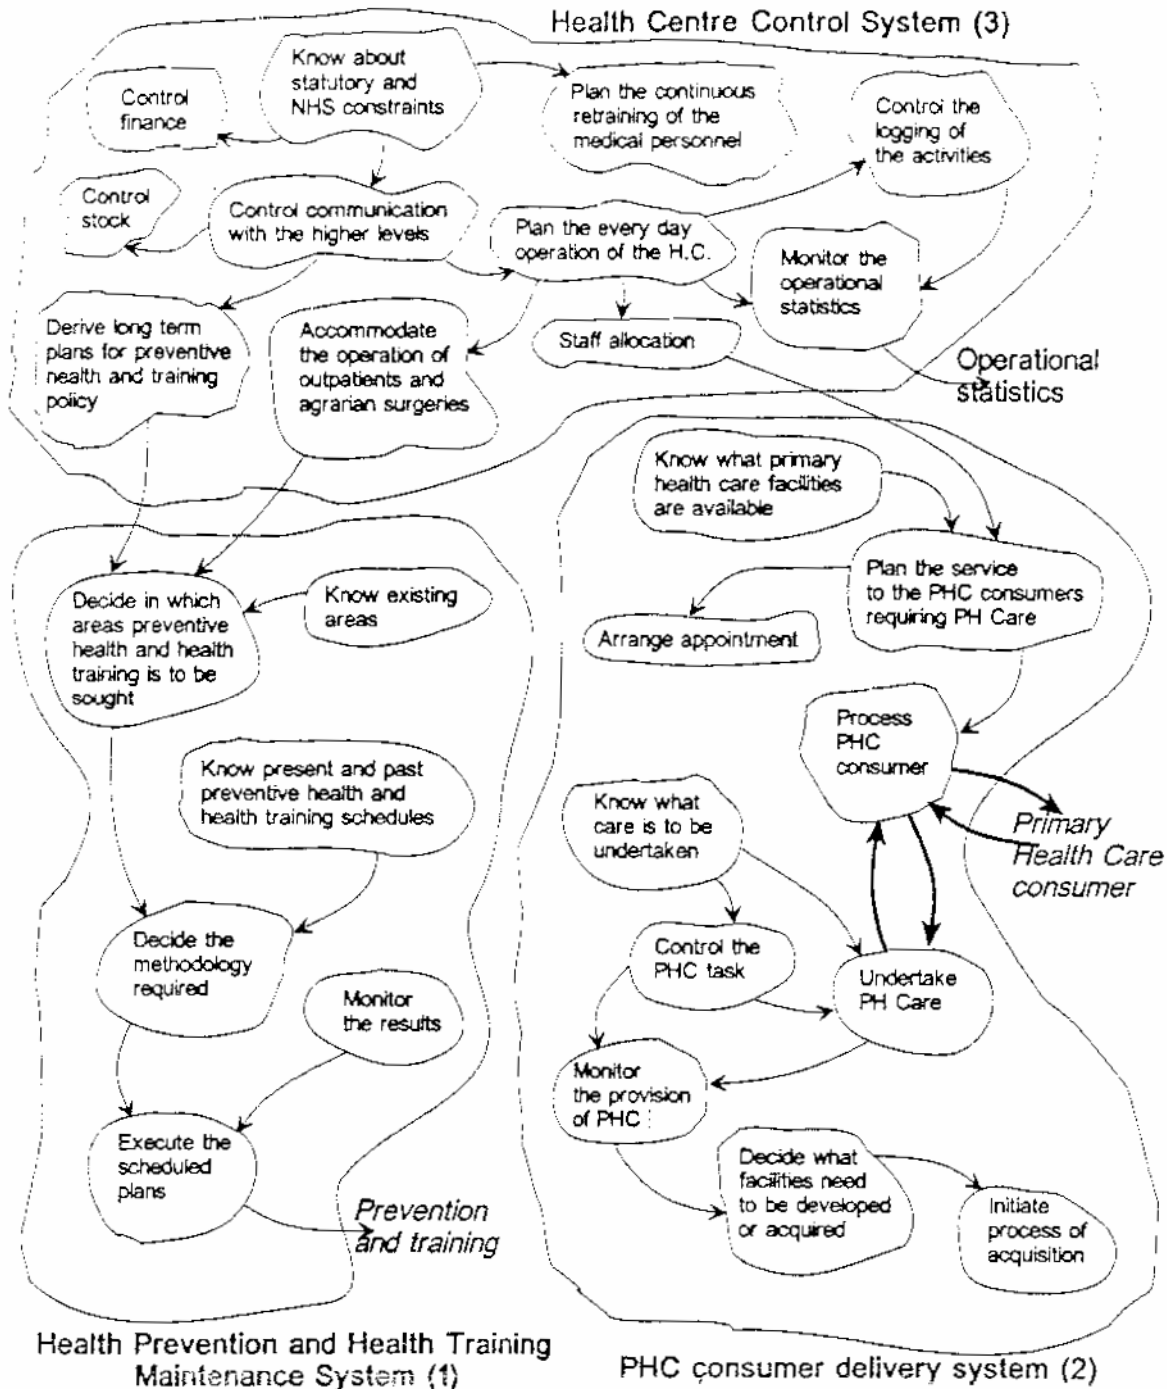 Health Centre Control System (3)
Know about
statutory and
NHS constraints
Control
finance
Plan the continuous
retraining of the
medical personnel
Control the
logging of
the activities
Control
stock
Control communication
with the higher levels
Plan the every day
operation of the H.C.
Monitor the
operational
statistics
Derive long term
plans for preventive
health and training
policy
Accommodate
the operation of
outpatients and
agrarian surgeries
Staff allocation
Operational
statistics
Know what primary
health care facilities
are available
Decide in which
areas preventive
health and health
training is to be
sought
Know existing
areas
Plan the service
to the PHC consumers
requiring PH Care
Arrange appointment
Process
PHC
consumer
Know present and past
preventive health and
health training schedules
Know what
care is to be
undertaken
Primary
Health Care
consumer
Decide the
methodology
required
Monitor
the results
Control the
PHC task
Undertake
PH Care
Monitor
the provision
of PHC
Execute the
scheduled
plans
Prevention
and training
Decide what
facilities need
to be developed
or acquired
Initiate
process of
acquisition
Health Prevention and Health Training
Maintenance System (1)
PHC consumer delivery system (2)